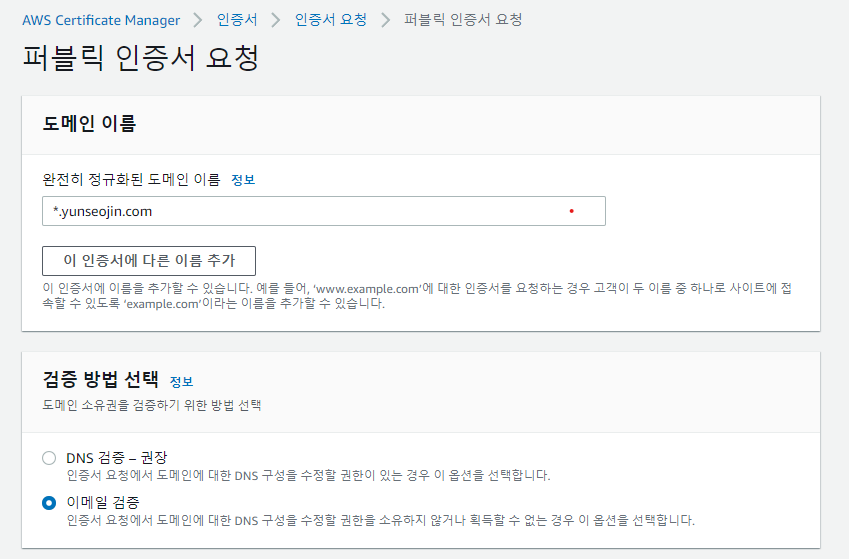 AWS Certificate Manager > 인증서 > 인증서 요청 > 퍼블릭 인증서 요청
퍼블릭 인증서 요청
도메인 이름
완전히 정규화된 도메인 이름 정보
*.yunseojin.com
이 인증서에 다른 이름 추가
이 인증서에 이름을 추가할 수 있습니다. 예를 들어, ‘www.example.com’에 대한 인증서를 요청하는 경우 고객이 두 이름 중 하나로 사이트에 접
속할 수 있도록 ‘example.com’이라는 이름을 추가할 수 있습니다.
검증 방법 선택 정보
도메인 소유권을 검증하기 위한 방법 선택
DNS 검증 – 권장
인증서 요청에서 도메인에 대한 DNS 구성을 수정할 권한이 있는 경우 이 옵션을 선택합니다.
이메일 검증
인증서 요청에서 도메인에 대한 DNS 구성을 수정할 권한을 소유하지 않거나 획득할 수 없는 경우 이 옵션을 선택합니다.